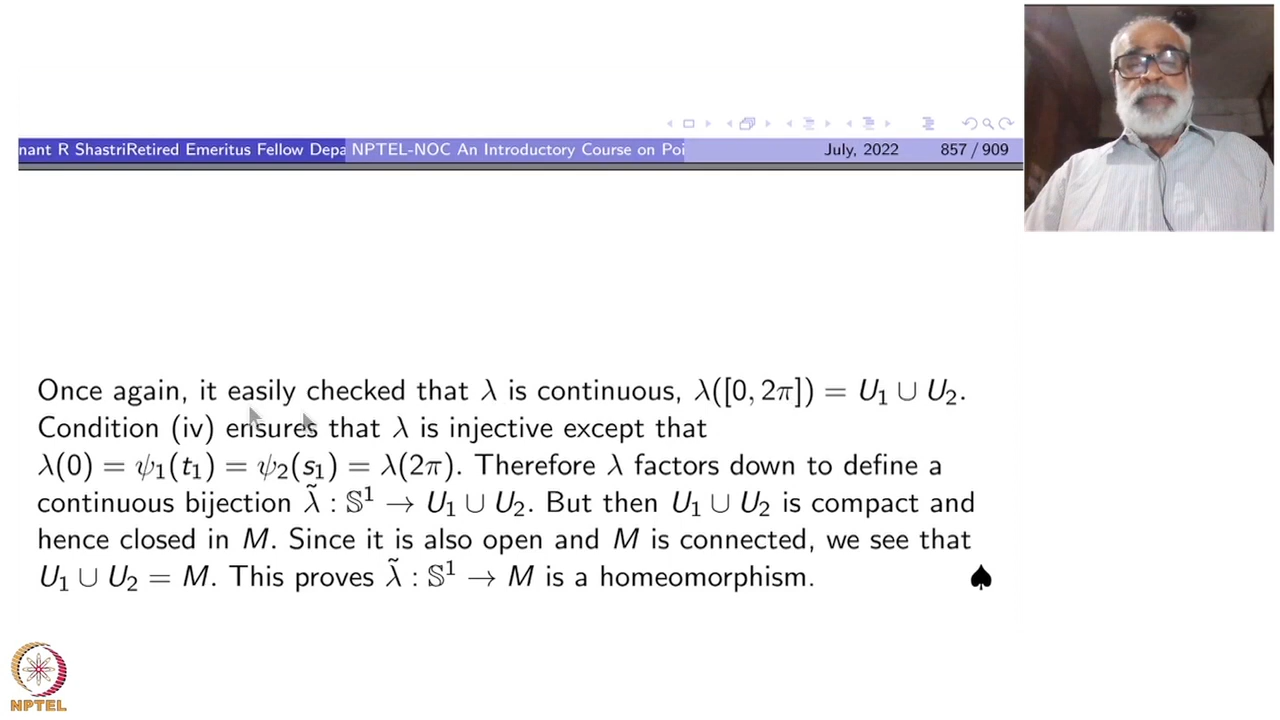 nant R ShastriRetired Emeritus Fellow Depa NPTEL-NOC An Introductory Course on Poi July, 2022 857 / 909
Once again, it easily checked that λ is continuous, λ([0, 2π]) = U₁ ∪ U₂.
Condition (iv) ensures that λ is injective except that
λ(0) = ψ₁(t₁) = ψ₂(s₁) = λ(2π). Therefore λ factors down to define a
continuous bijection λ̃ : 𝕊¹ → U₁ ∪ U₂. But then U₁ ∪ U₂ is compact and
hence closed in M. Since it is also open and M is connected, we see that
U₁ ∪ U₂ = M. This proves λ̃ : 𝕊¹ → M is a homeomorphism. ♠
NPTEL